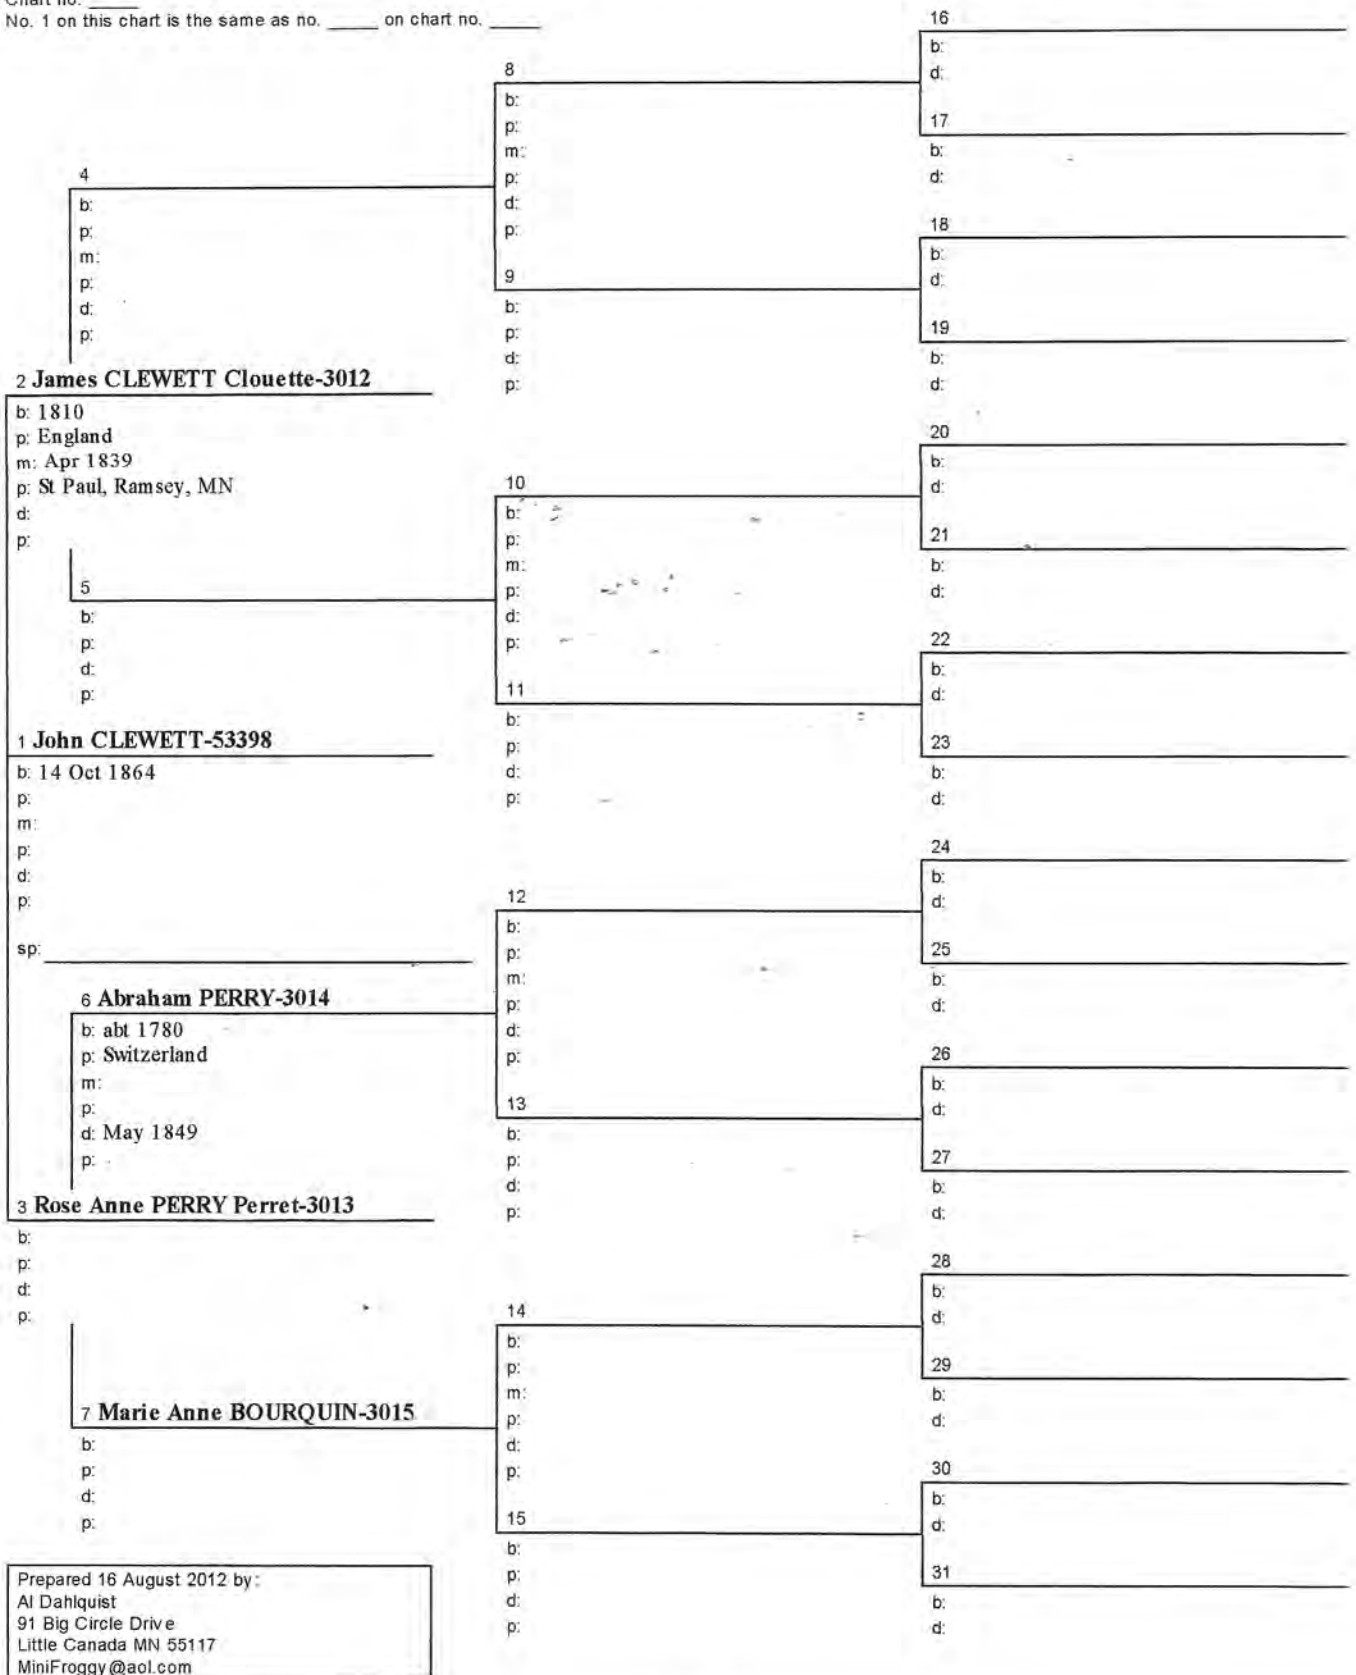 Chart no. _____
No. 1 on this chart is the same as no. _____ on chart no. _____
16
b:
d:
8
b:
p:
m:
p:
d:
p:
17
b:
d:
4
b:
p:
m:
p:
d:
p:
18
b:
d:
9
b:
p:
d:
p:
19
b:
d:
2 James CLEWETT Clouette-3012
b: 1810
p: England
m: Apr 1839
p: St Paul, Ramsey, MN
d:
p:
20
b:
d:
10
b:
p:
m:
p:
d:
p:
21
b:
d:
5
b:
p:
d:
p:
22
b:
d:
11
b:
p:
d:
p:
23
b:
d:
1 John CLEWETT-53398
b: 14 Oct 1864
p:
m:
p:
d:
p:
sp:
24
b:
d:
12
b:
p:
m:
p:
d:
p:
25
b:
d:
6 Abraham PERRY-3014
b: abt 1780
p: Switzerland
m:
p:
d: May 1849
p:
26
b:
d:
13
b:
p:
d:
p:
27
b:
d:
3 Rose Anne PERRY Perret-3013
b:
p:
d:
p:
28
b:
d:
14
b:
p:
m:
p:
d:
p:
29
b:
d:
7 Marie Anne BOURQUIN-3015
b:
p:
d:
p:
30
b:
d:
15
b:
p:
d:
p:
31
b:
d:
Prepared 16 August 2012 by:
Al Dahlquist
91 Big Circle Drive
Little Canada MN 55117
MiniFroggy@aol.com